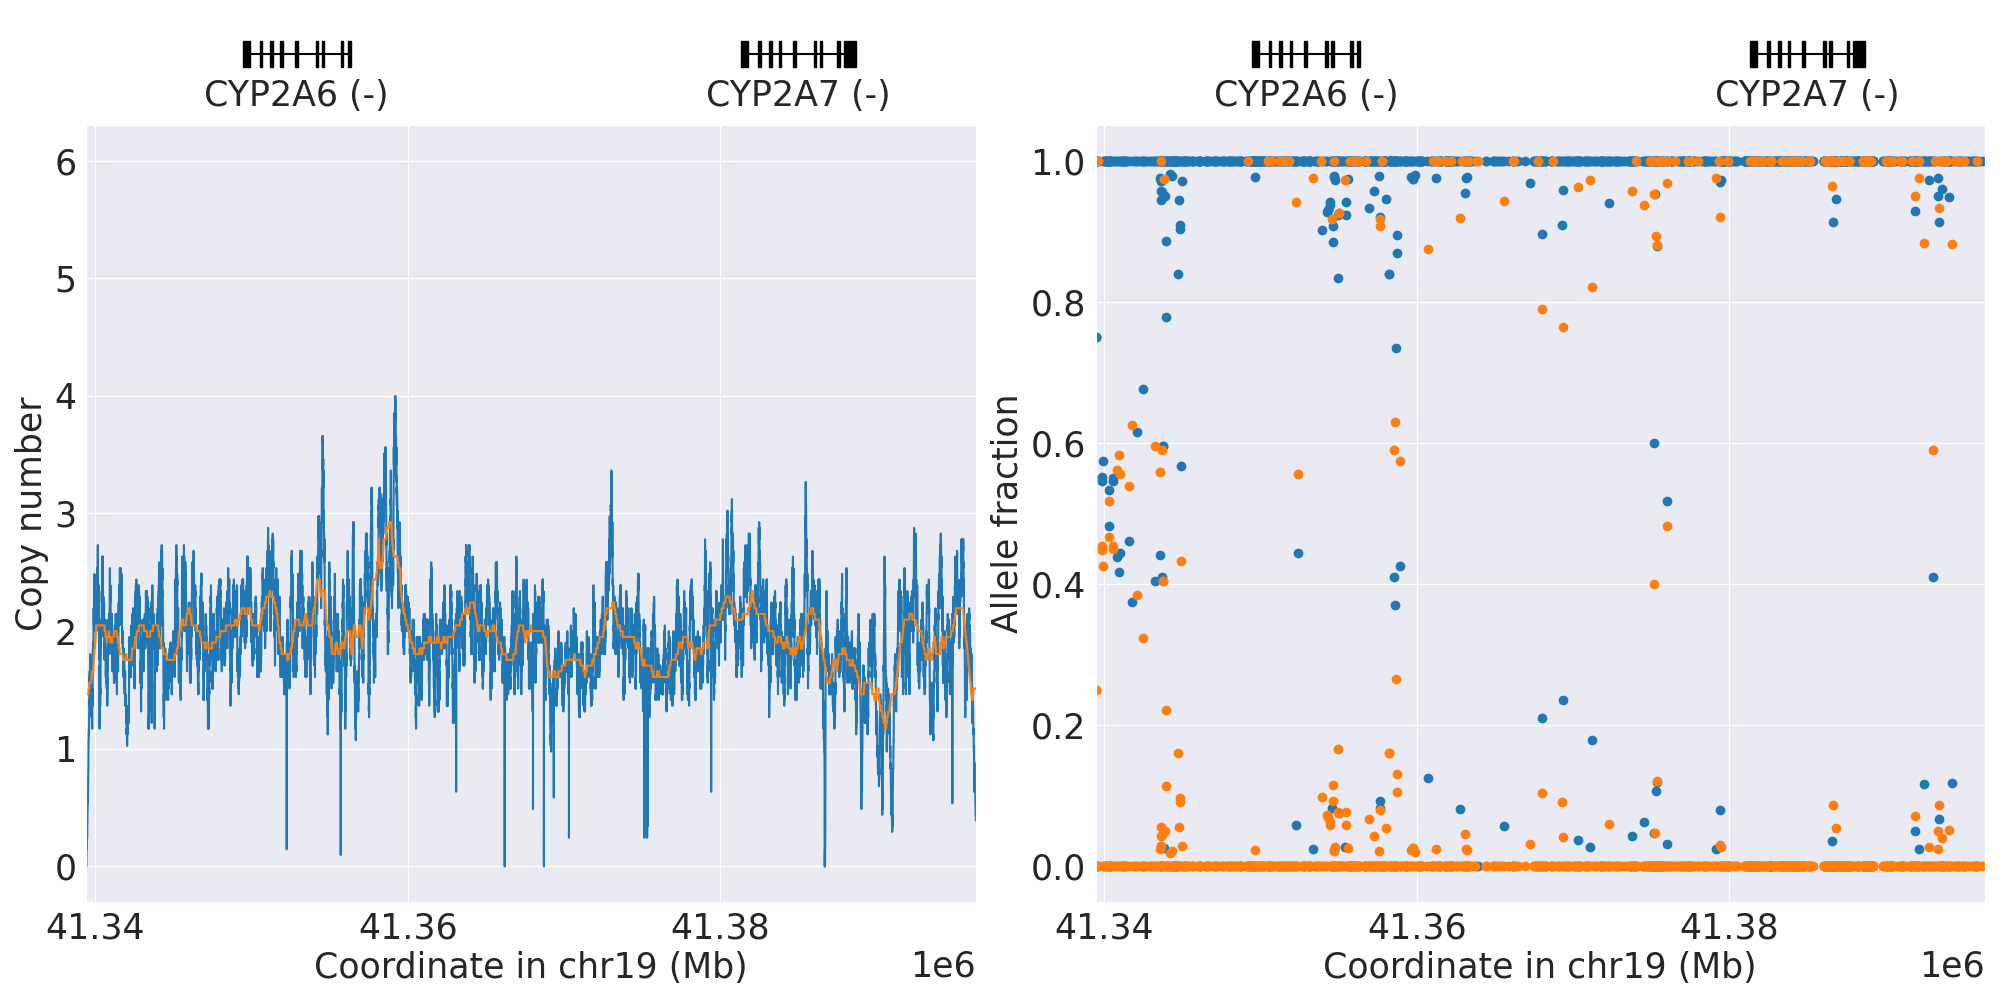 CYP2A6 (-)
CYP2A7 (-)
6
5
4
3
2
1
0
Copy number
41.34
41.36
41.38
Coordinate in chr19 (Mb)
1e6
CYP2A6 (-)
CYP2A7 (-)
1.0
0.8
0.6
0.4
0.2
0.0
Allele fraction
41.34
41.36
41.38
Coordinate in chr19 (Mb)
1e6